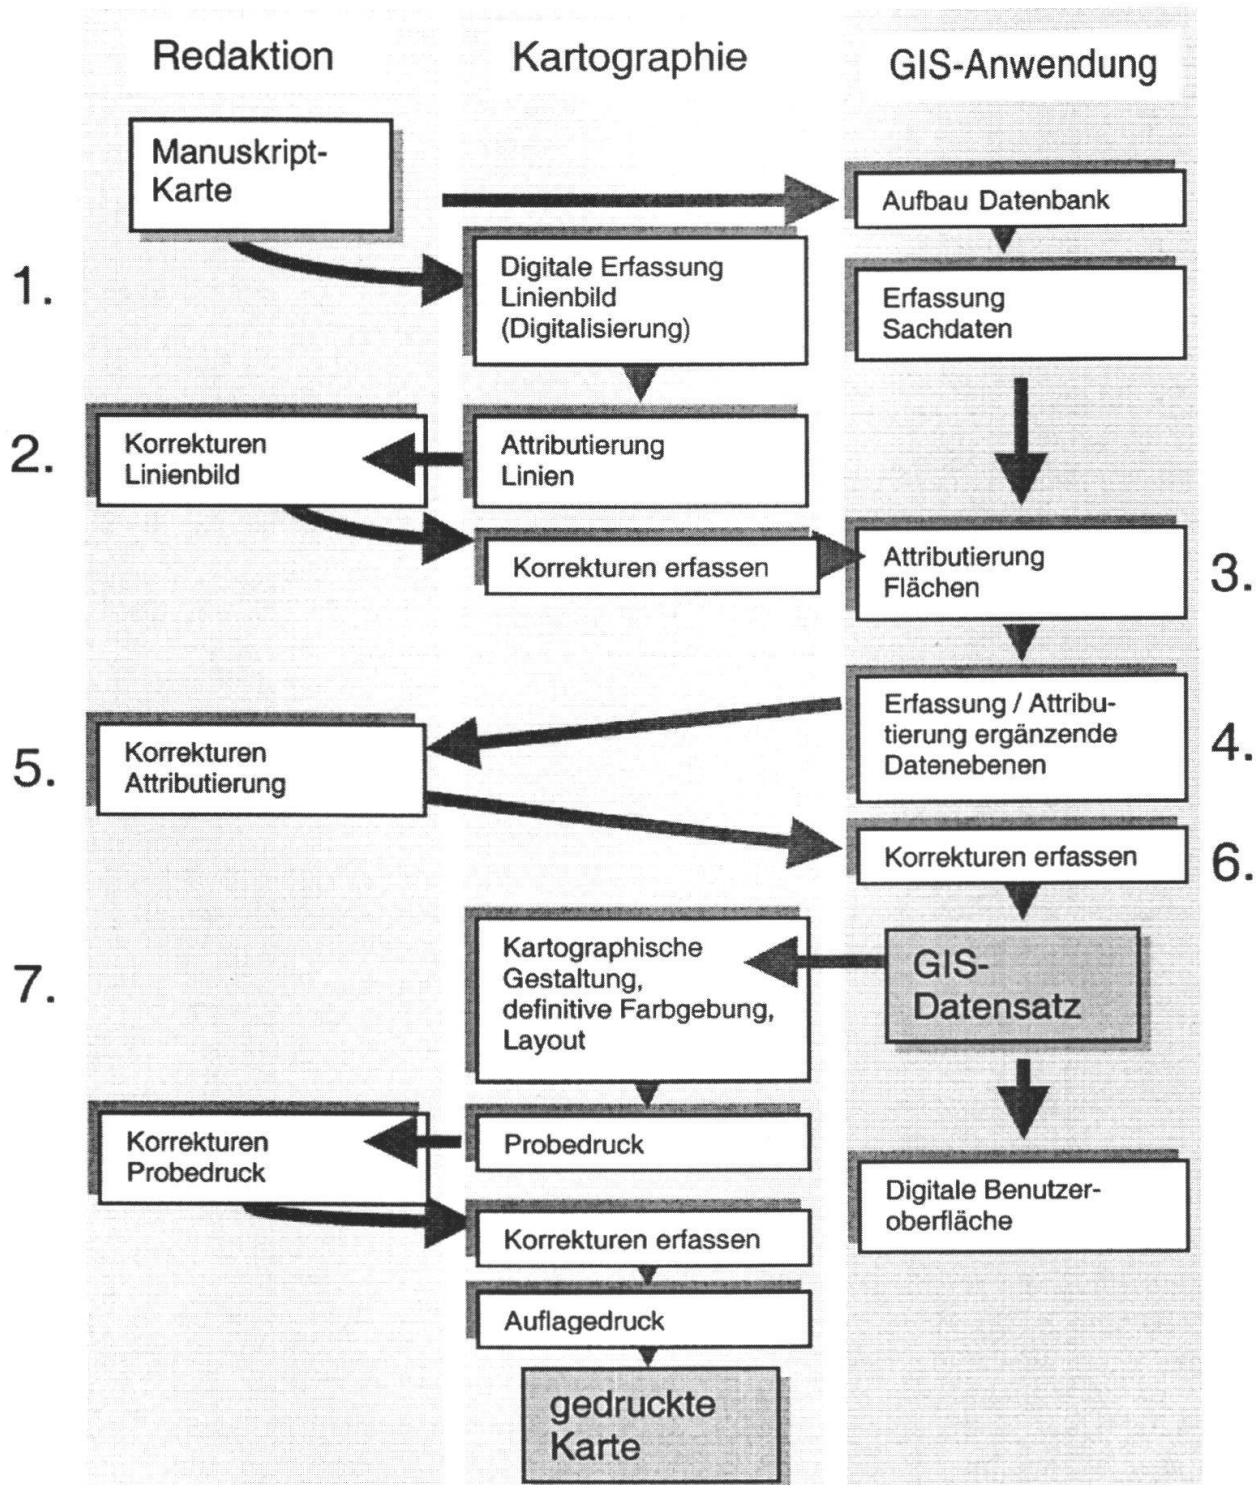 Redaktion
Kartographie
GIS-Anwendung
Manuskript-
Karte
Aufbau Datenbank
1.
Digitale Erfassung
Linienbild
(Digitalisierung)
Erfassung
Sachdaten
2.
Korrekturen
Linienbild
Attributierung
Linien
Korrekturen erfassen
Attributierung
Flächen
3.
Erfassung / Attribu-
tierung ergänzende
Datenebenen
4.
5.
Korrekturen
Attributierung
Korrekturen erfassen
6.
7.
Kartographische
Gestaltung,
definitive Farbgebung,
Layout
GIS-
Datensatz
Korrekturen
Probedruck
Probedruck
Digitale Benutzer-
oberfläche
Korrekturen erfassen
Auflagedruck
gedruckte
Karte